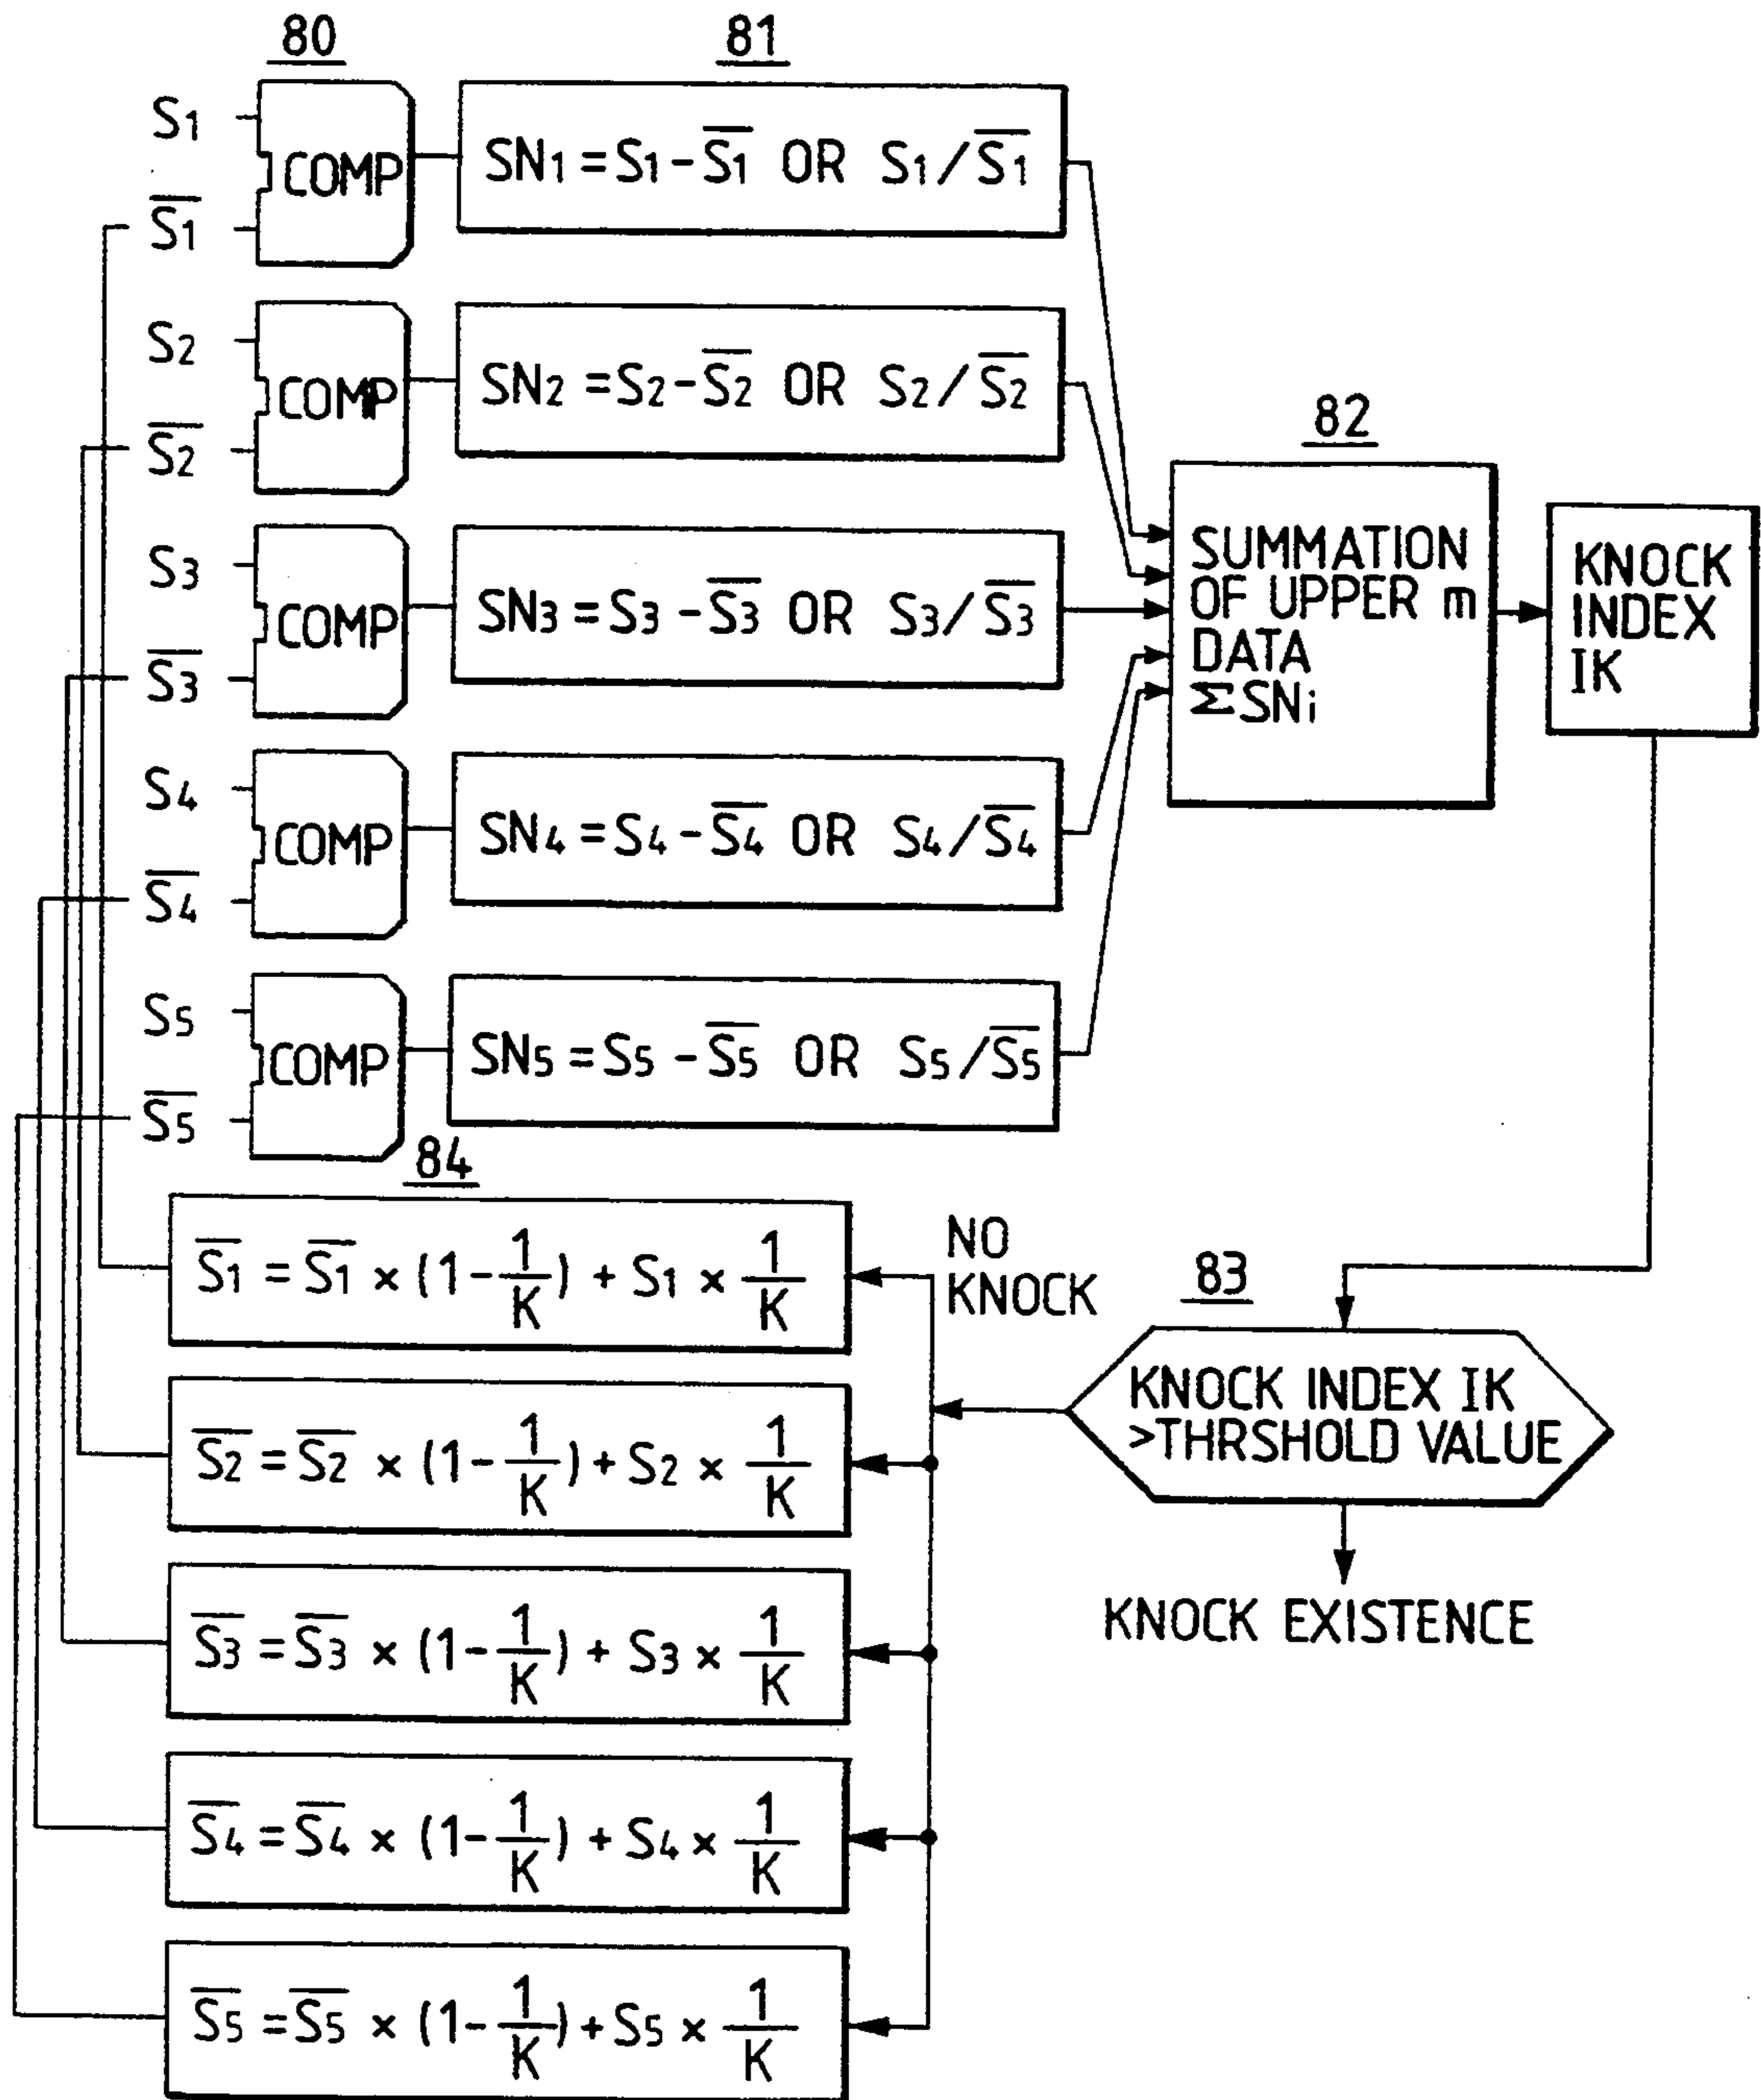 80
81
S1
S̅1̅
COMP
SN1 = S1 - S̅1̅ OR S1 / S̅1̅
S2
S̅2̅
COMP
SN2 = S2 - S̅2̅ OR S2 / S̅2̅
82
SUMMATION
OF UPPER m
DATA
ΣSNi
KNOCK
INDEX
IK
S3
S̅3̅
COMP
SN3 = S3 - S̅3̅ OR S3 / S̅3̅
S4
S̅4̅
COMP
SN4 = S4 - S̅4̅ OR S4 / S̅4̅
S5
S̅5̅
COMP
SN5 = S5 - S̅5̅ OR S5 / S̅5̅
84
S̅1̅ = S̅1̅ × (1 - 1/K) + S1 × 1/K
NO
KNOCK
83
KNOCK INDEX IK
>THRSHOLD VALUE
S̅2̅ = S̅2̅ × (1 - 1/K) + S2 × 1/K
S̅3̅ = S̅3̅ × (1 - 1/K) + S3 × 1/K
KNOCK EXISTENCE
S̅4̅ = S̅4̅ × (1 - 1/K) + S4 × 1/K
S̅5̅ = S̅5̅ × (1 - 1/K) + S5 × 1/K